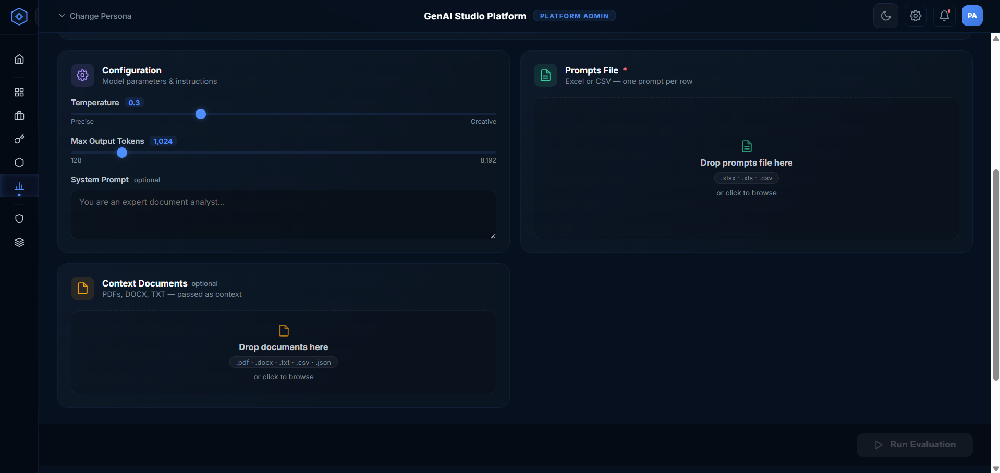 Change Persona
GenAI Studio Platform
PLATFORM ADMIN
PA
Configuration
Model parameters & instructions
Temperature 0.3
Precise
Creative
Max Output Tokens 1,024
128
8,192
System Prompt optional
You are an expert document analyst...
Prompts File *
Excel or CSV — one prompt per row
Drop prompts file here
.xlsx · .xls · .csv
or click to browse
Context Documents optional
PDFs, DOCX, TXT — passed as context
Drop documents here
.pdf · .docx · .txt · .csv · .json
or click to browse
Run Evaluation